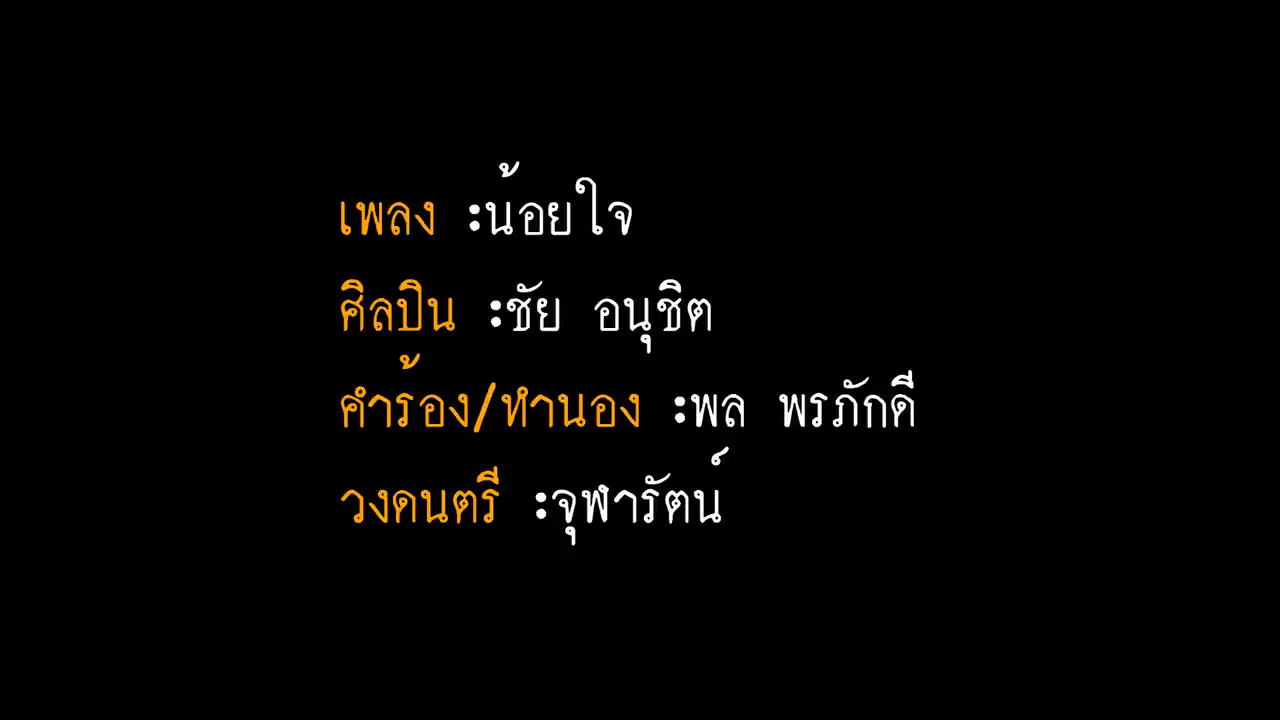 เพลง :น้อยใจ
ศิลปิน :ชัย อนุชิต
คำร้อง/ทำนอง :พล พรภักดี
วงดนตรี :จุฬารัตน์